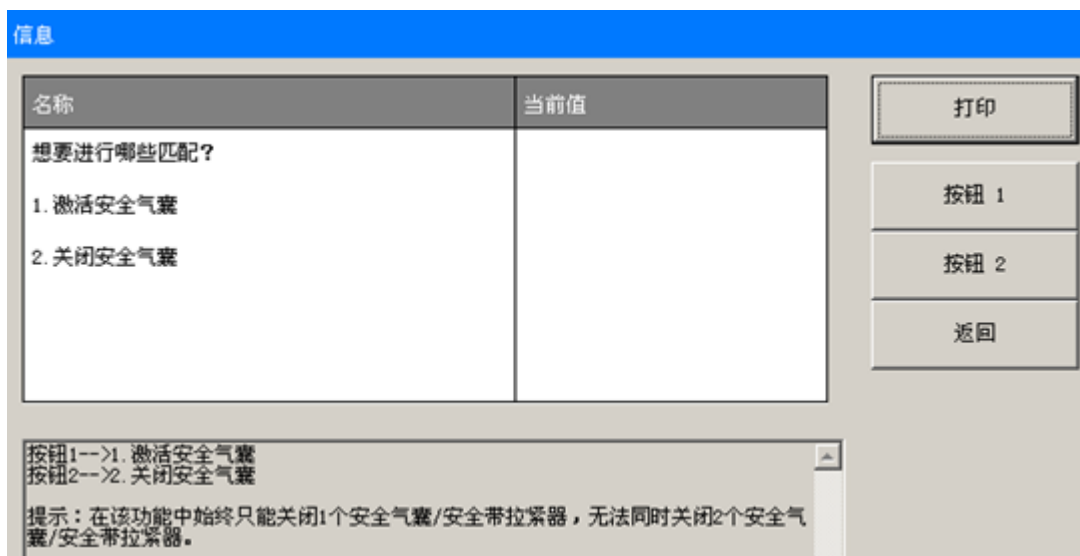 信息
名称 当前值
打印
想要进行哪些匹配?
1.激活安全气囊
按钮 1
2.关闭安全气囊
按钮 2
返回
按钮1-->1.激活安全气囊
按钮2-->2.关闭安全气囊
提示:在该功能中始终只能关闭1个安全气囊/安全带拉紧器,无法同时关闭2个安全气
囊/安全带拉紧器。